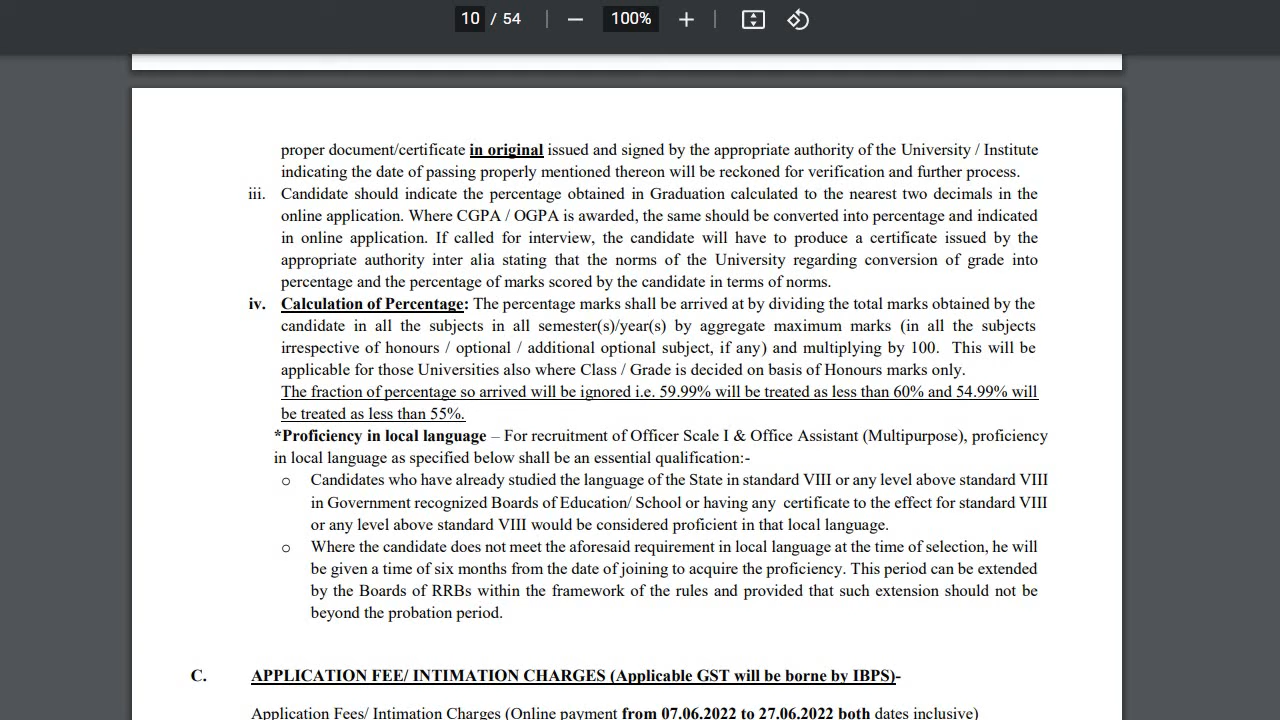 10 / 54 — 100% +
proper document/certificate in original issued and signed by the appropriate authority of the University / Institute
indicating the date of passing properly mentioned thereon will be reckoned for verification and further process.
iii. Candidate should indicate the percentage obtained in Graduation calculated to the nearest two decimals in the
online application. Where CGPA / OGPA is awarded, the same should be converted into percentage and indicated
in online application. If called for interview, the candidate will have to produce a certificate issued by the
appropriate authority inter alia stating that the norms of the University regarding conversion of grade into
percentage and the percentage of marks scored by the candidate in terms of norms.
iv. Calculation of Percentage: The percentage marks shall be arrived at by dividing the total marks obtained by the
candidate in all the subjects in all semester(s)/year(s) by aggregate maximum marks (in all the subjects
irrespective of honours / optional / additional optional subject, if any) and multiplying by 100. This will be
applicable for those Universities also where Class / Grade is decided on basis of Honours marks only.
The fraction of percentage so arrived will be ignored i.e. 59.99% will be treated as less than 60% and 54.99% will
be treated as less than 55%.
*Proficiency in local language – For recruitment of Officer Scale I & Office Assistant (Multipurpose), proficiency
in local language as specified below shall be an essential qualification:-
o Candidates who have already studied the language of the State in standard VIII or any level above standard VIII
in Government recognized Boards of Education/ School or having any certificate to the effect for standard VIII
or any level above standard VIII would be considered proficient in that local language.
o Where the candidate does not meet the aforesaid requirement in local language at the time of selection, he will
be given a time of six months from the date of joining to acquire the proficiency. This period can be extended
by the Boards of RRBs within the framework of the rules and provided that such extension should not be
beyond the probation period.
C. APPLICATION FEE/ INTIMATION CHARGES (Applicable GST will be borne by IBPS)-
Application Fees/ Intimation Charges (Online payment from 07.06.2022 to 27.06.2022 both dates inclusive)